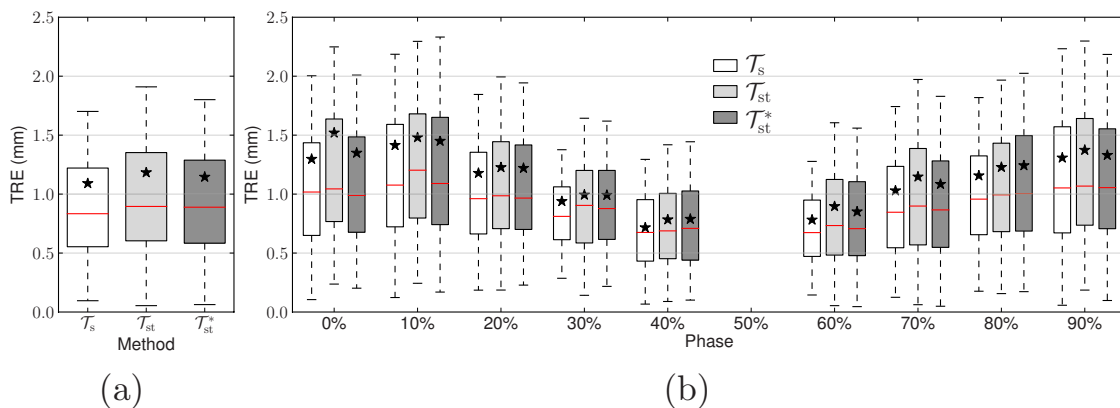 TRE (mm)
2.5
2.0
1.5
1.0
0.5
0.0
𝒯s 𝒯st 𝒯*st
Method
(a)
TRE (mm)
2.5
2.0
1.5
1.0
0.5
0.0
𝒯s
𝒯st
𝒯*st
0% 10% 20% 30% 40% 50% 60% 70% 80% 90%
Phase
(b)